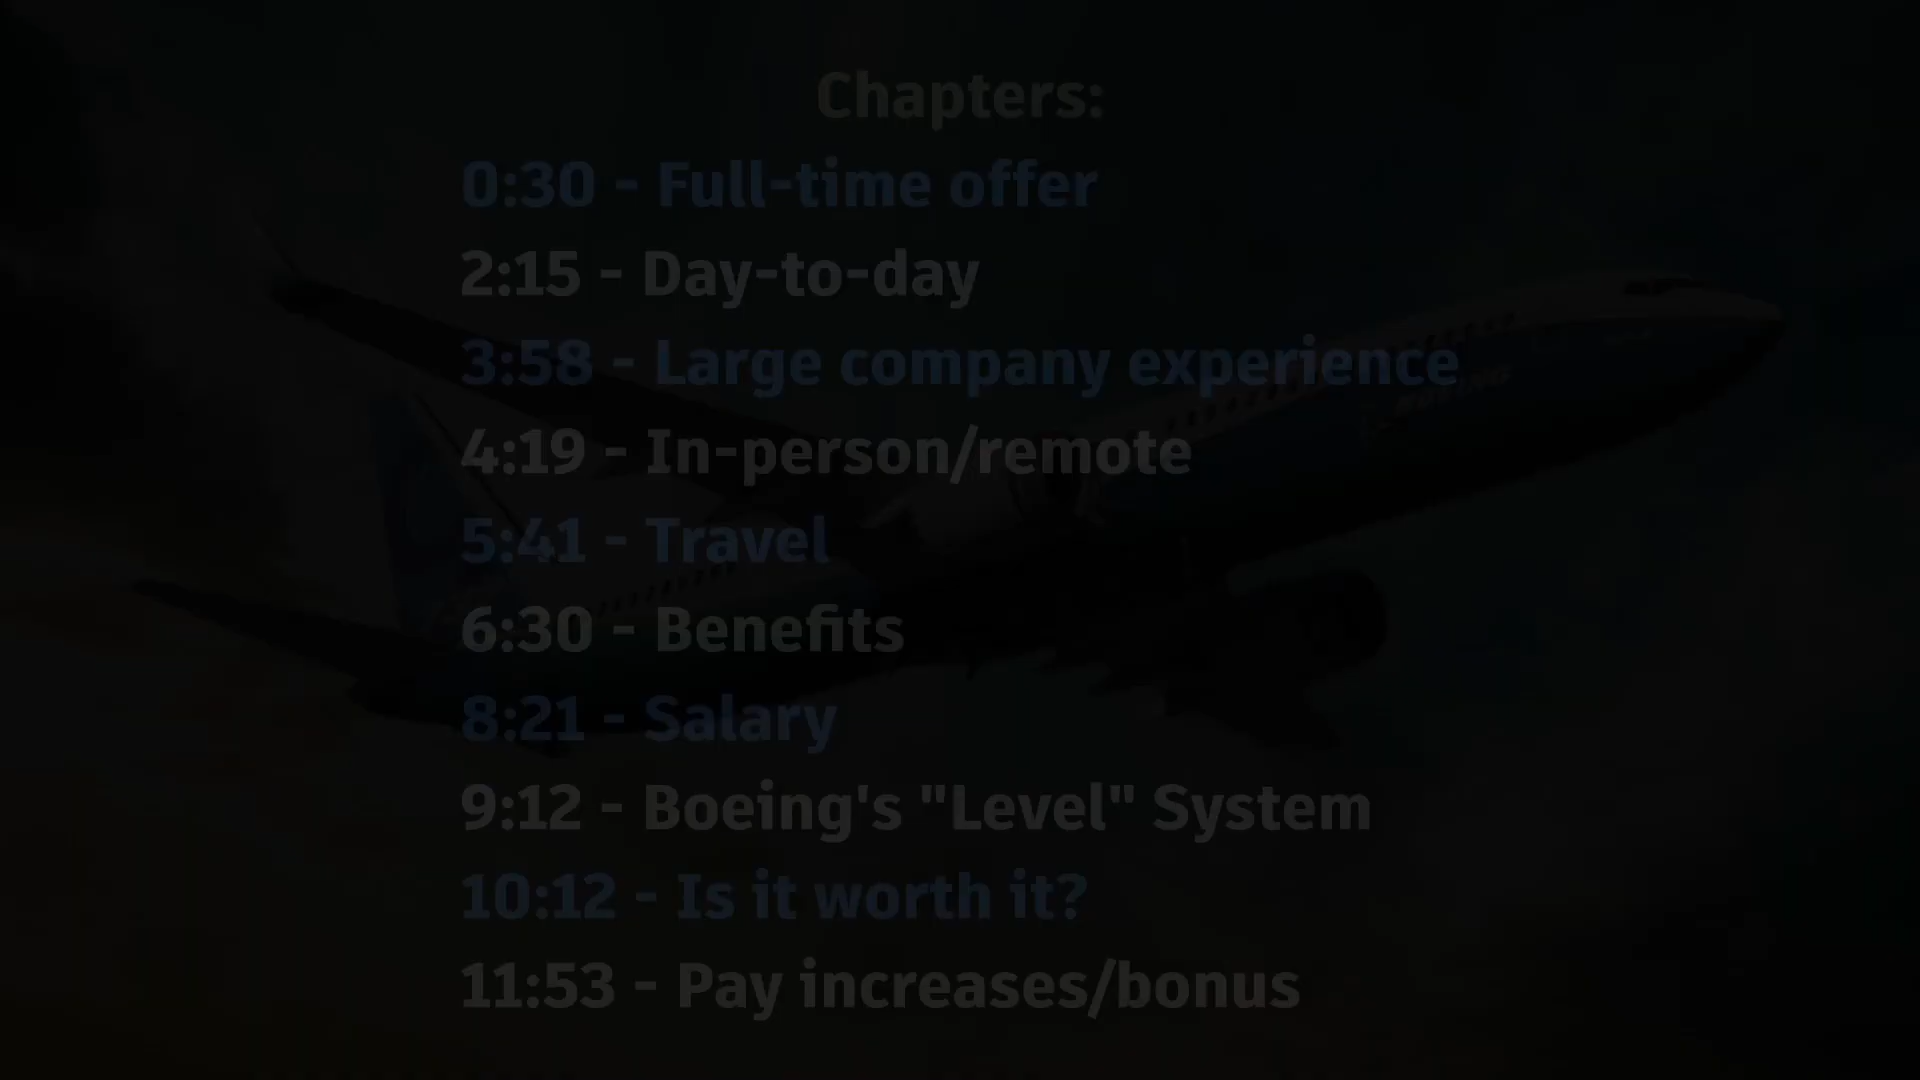 Chapters:
0:30 - Full-time offer
2:15 - Day-to-day
3:58 - Large company experience
4:19 - In-person/remote
5:41 - Travel
6:30 - Benefits
8:21 - Salary
9:12 - Boeing's "Level" System
10:12 - Is it worth it?
11:53 - Pay increases/bonus
BOEING